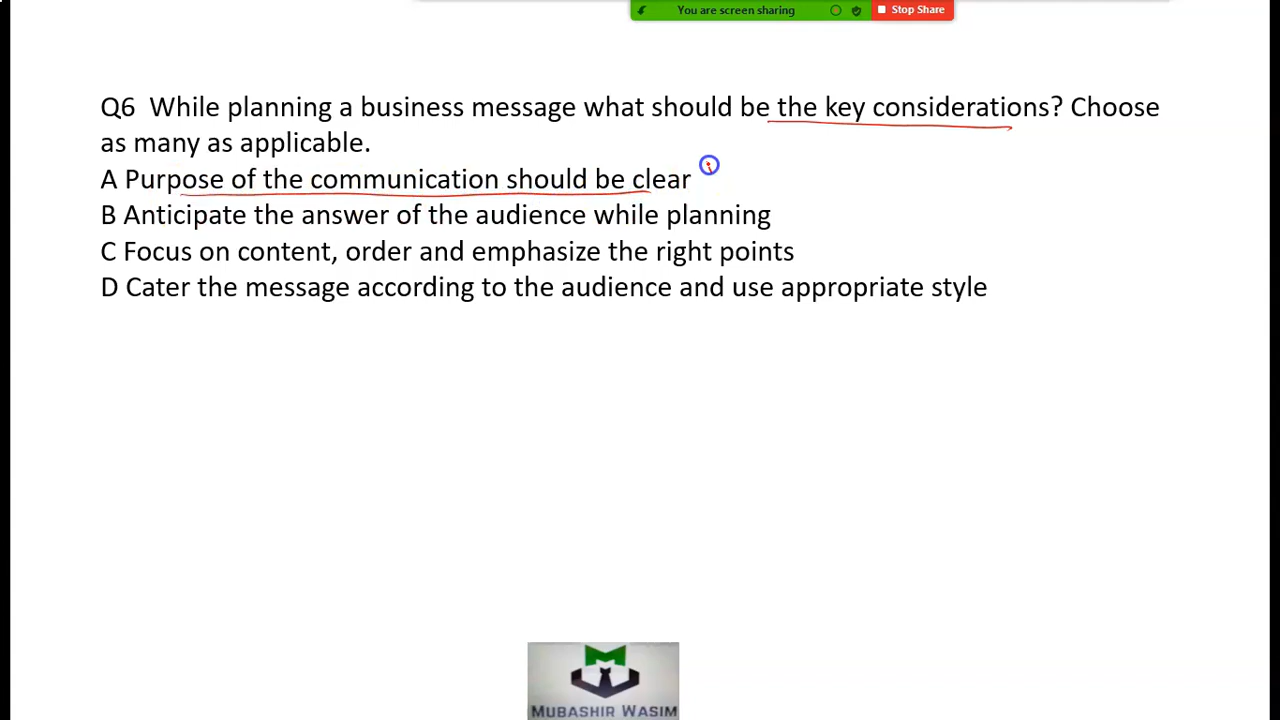 You are screen sharing
Stop Share
Q6  While planning a business message what should be the key considerations? Choose
as many as applicable.
A Purpose of the communication should be clear
B Anticipate the answer of the audience while planning
C Focus on content, order and emphasize the right points
D Cater the message according to the audience and use appropriate style
MUBASHIR WASIM